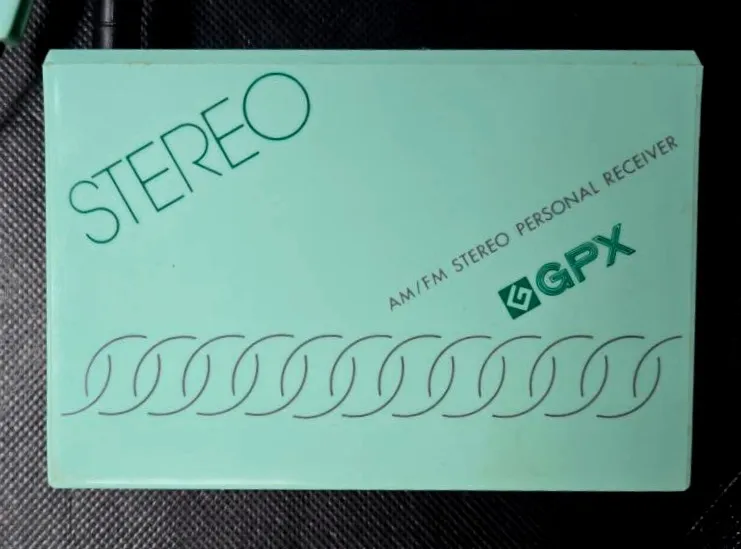 STEREO
AM/FM STEREO PERSONAL RECEIVER
GPX